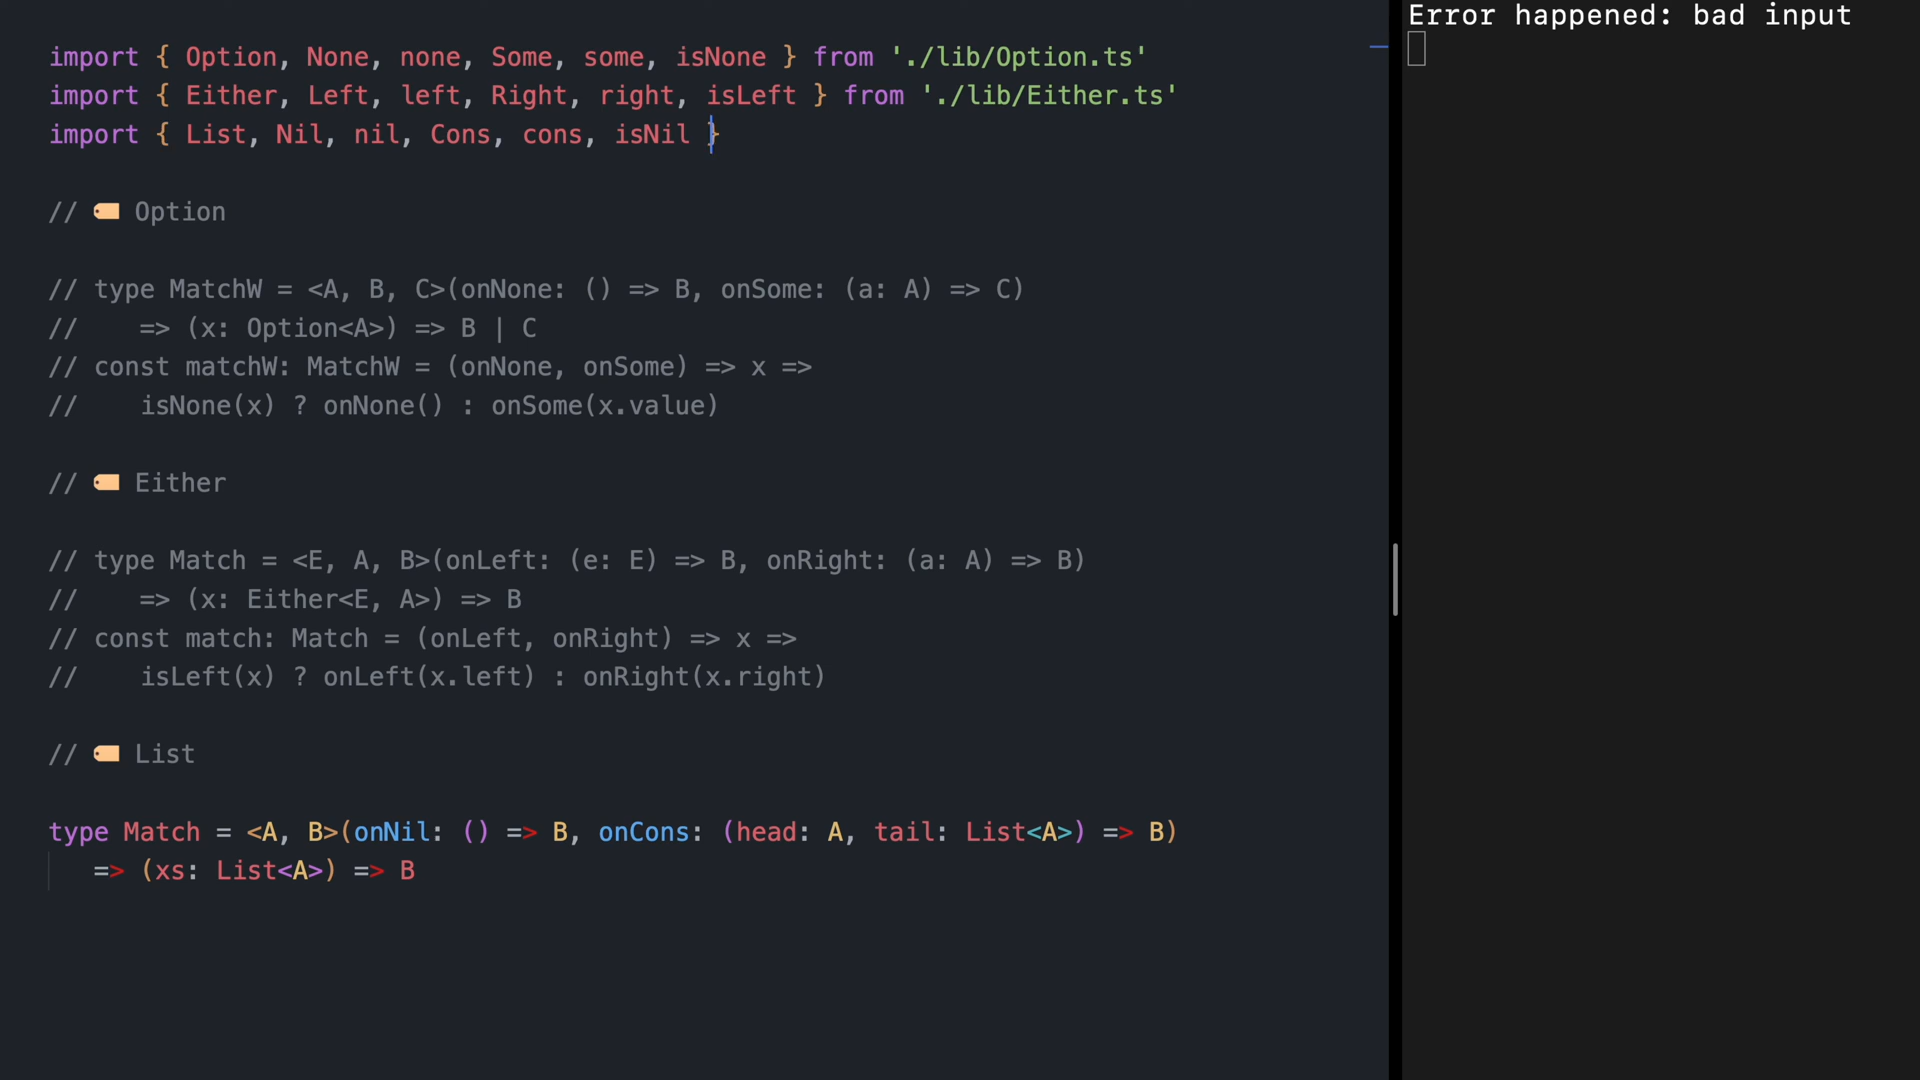 import { Option, None, none, Some, some, isNone } from './lib/Option.ts'
import { Either, Left, left, Right, right, isLeft } from './lib/Either.ts'
import { List, Nil, nil, Cons, cons, isNil }
// 🏷 Option
// type MatchW = <A, B, C>(onNone: () => B, onSome: (a: A) => C)
//    => (x: Option<A>) => B | C
// const matchW: MatchW = (onNone, onSome) => x =>
//    isNone(x) ? onNone() : onSome(x.value)
// 🏷 Either
// type Match = <E, A, B>(onLeft: (e: E) => B, onRight: (a: A) => B)
//    => (x: Either<E, A>) => B
// const match: Match = (onLeft, onRight) => x =>
//    isLeft(x) ? onLeft(x.left) : onRight(x.right)
// 🏷 List
type Match = <A, B>(onNil: () => B, onCons: (head: A, tail: List<A>) => B)
   => (xs: List<A>) => B
Error happened: bad input